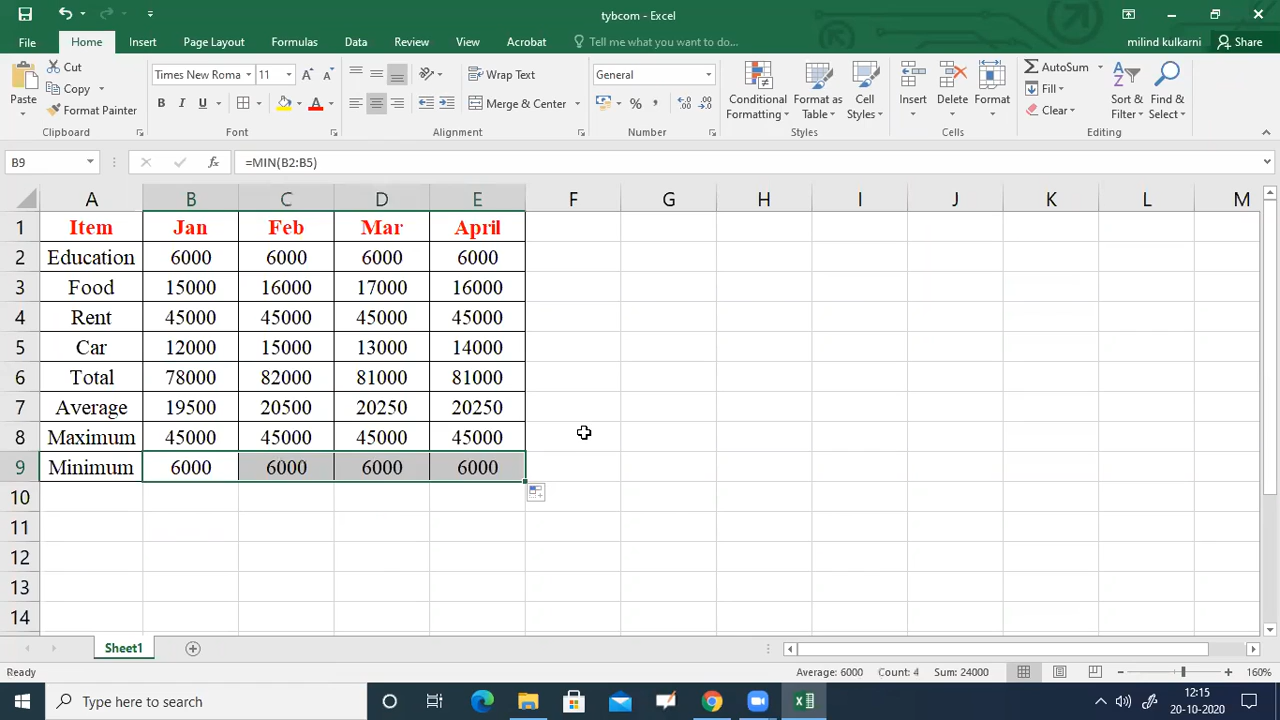 tybcom - Excel
File Home Insert Page Layout Formulas Data Review View Acrobat Tell me what you want to do... milind kulkarni Share
Paste Cut Copy Format Painter Clipboard
Times New Roma 11 A A B I U A Font
Wrap Text Merge & Center Alignment
General % , Number
Conditional Formatting Format as Table Cell Styles Styles
Insert Delete Format Cells
AutoSum Fill Clear Sort & Filter Find & Select Editing
B9 fx =MIN(B2:B5)
A B C D E F G H I J K L M
1 Item Jan Feb Mar April
2 Education 6000 6000 6000 6000
3 Food 15000 16000 17000 16000
4 Rent 45000 45000 45000 45000
5 Car 12000 15000 13000 14000
6 Total 78000 82000 81000 81000
7 Average 19500 20500 20250 20250
8 Maximum 45000 45000 45000 45000
9 Minimum 6000 6000 6000 6000
10
11
12
13
14
Sheet1
Ready Average: 6000 Count: 4 Sum: 24000 160%
Type here to search 12:15
20-10-2020